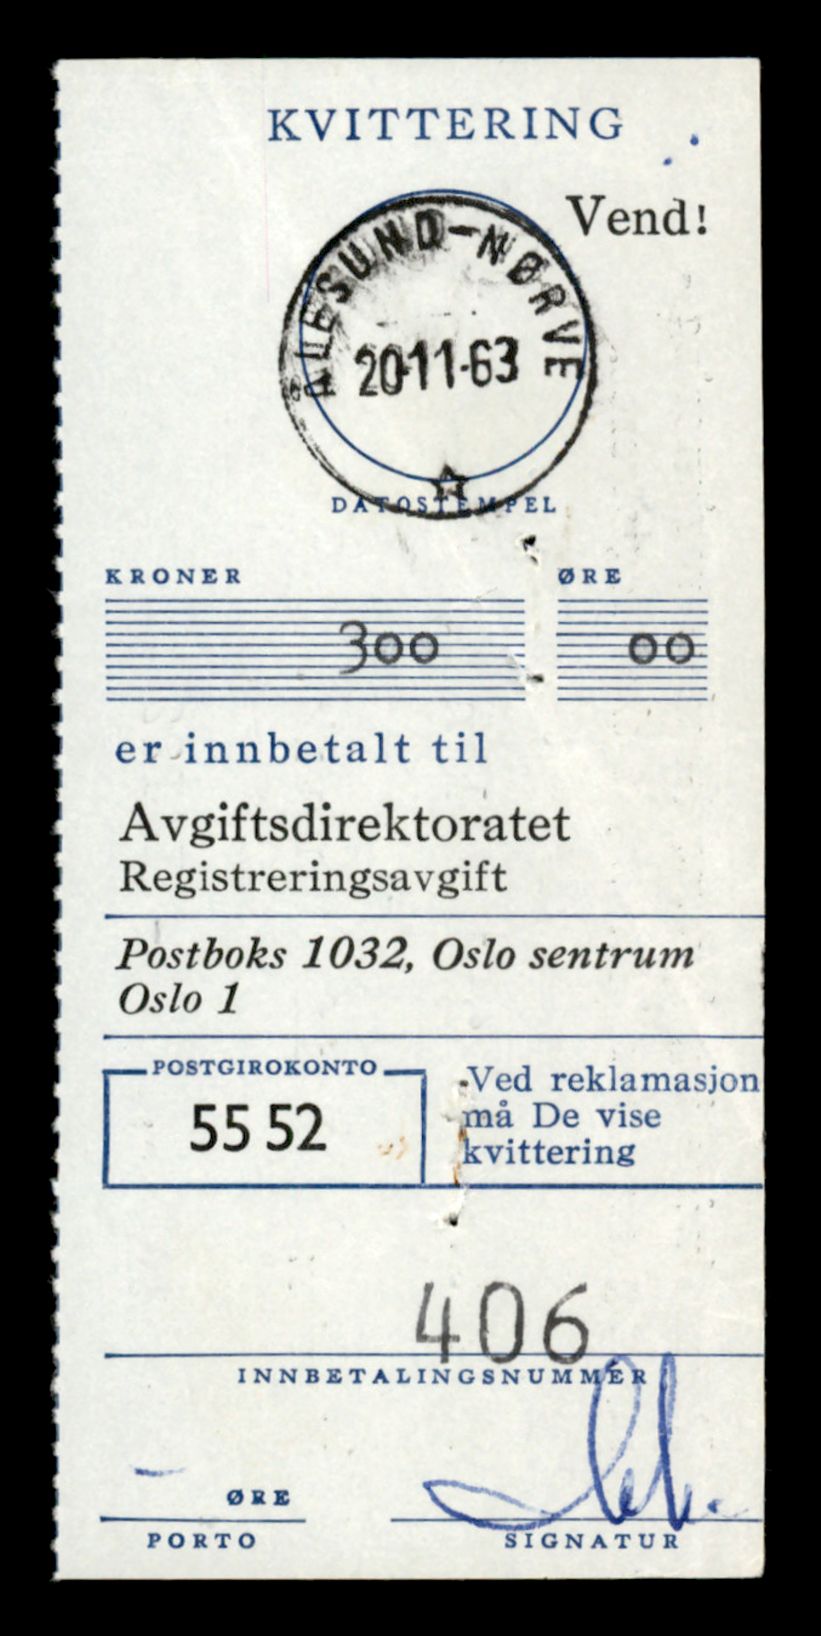 KVITTERING
Vend!
AALESUND-NØRVE
20-11-63
DATOSTEMPEL
KRONER ØRE
300 00
er innbetalt til
Avgiftsdirektoratet
Registreringsavgift
Postboks 1032, Oslo sentrum
Oslo 1
POSTGIROKONTO
55 52
Ved reklamasjon
må De vise
kvittering
406
INNBETALINGSNUMMER
ØRE
PORTO
SIGNATUR